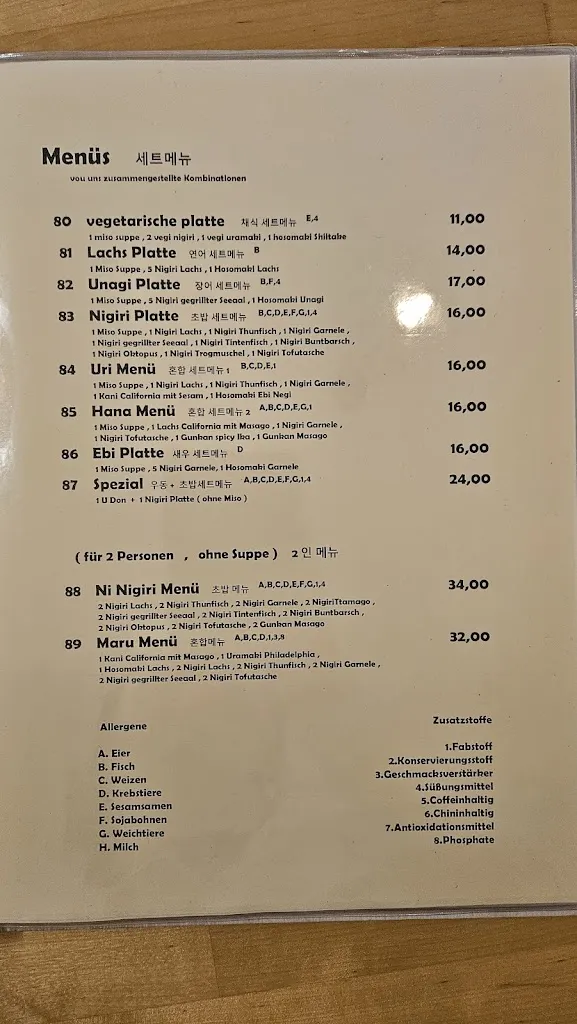 Menüs 세트메뉴
vou uns zusammengestellte Kombinationen
80 vegetarische platte 채식 세트메뉴 E,4 11,00
1 miso suppe , 2 vegi nigiri , 1 vegi uramaki , 1 hosomaki Shiitake
81 Lachs Platte 연어 세트메뉴 B 14,00
1 Miso Suppe , 5 Nigiri Lachs , 1 Hosomaki Lachs
82 Unagi Platte 장어 세트메뉴 B,F,4 17,00
1 Miso Suppe , 5 Nigiri gegrillter Seeaal , 1 Hosomaki Unagi
83 Nigiri Platte 초밥 세트메뉴 B,C,D,E,F,G,1,4 16,00
1 Miso Suppe , 1 Nigiri Lachs , 1 Nigiri Thunfisch , 1 Nigiri Garnele ,
1 Nigiri gegrillter Seeaal , 1 Nigiri Tintenfisch , 1 Nigiri Buntbarsch ,
1 Nigiri Oktopus , 1 Nigiri Trogmuschel , 1 Nigiri Tofutasche
84 Uri Menü 혼합 세트메뉴 1 B,C,D,E,1 16,00
1 Miso Suppe , 1 Nigiri Lachs , 1 Nigiri Thunfisch , 1 Nigiri Garnele ,
1 Kani California mit Sesam , 1 Hosomaki Ebi Negi
85 Hana Menü 혼합 세트메뉴 2 A,B,C,D,E,G,1 16,00
1 Miso Suppe , 1 Lachs California mit Masago , 1 Nigiri Garnele ,
1 Nigiri Tofutasche , 1 Gunkan spicy Ika , 1 Gunkan Masago
86 Ebi Platte 새우 세트메뉴 D 16,00
1 Miso Suppe , 5 Nigiri Garnele, 1 Hosomaki Garnele
87 Spezial 우동 + 초밥세트메뉴 A,B,C,D,E,F,G,1,4 24,00
1 U Don + 1 Nigiri Platte ( ohne Miso )
( für 2 Personen , ohne Suppe ) 2 인 메뉴
88 Ni Nigiri Menü 초밥 메뉴 A,B,C,D,E,F,G,1,4 34,00
2 Nigiri Lachs , 2 Nigiri Thunfisch , 2 Nigiri Garnele , 2 NigiriTtamago ,
2 Nigiri gegrillter Seeaal , 2 Nigiri Tintenfisch , 2 Nigiri Buntbarsch ,
2 Nigiri Oktopus , 2 Nigiri Tofutasche , 2 Gunkan Masago
89 Maru Menü 혼합메뉴 A,B,C,D,1,3,8 32,00
1 Kani California mit Masago , 1 Uramaki Philadelphia ,
1 Hosomaki Lachs , 2 Nigiri Lachs , 2 Nigiri Thunfisch , 2 Nigiri Garnele ,
2 Nigiri gegrillter Seeaal , 2 Nigiri Tofutasche
Allergene
A. Eier
B. Fisch
C. Weizen
D. Krebstiere
E. Sesamsamen
F. Sojabohnen
G. Weichtiere
H. Milch
Zusatzstoffe
1.Fabstoff
2.Konservierungsstoff
3.Geschmacksverstärker
4.Süßungsmittel
5.Coffeinhaltig
6.Chininhaltig
7.Antioxidationsmittel
8.Phosphate